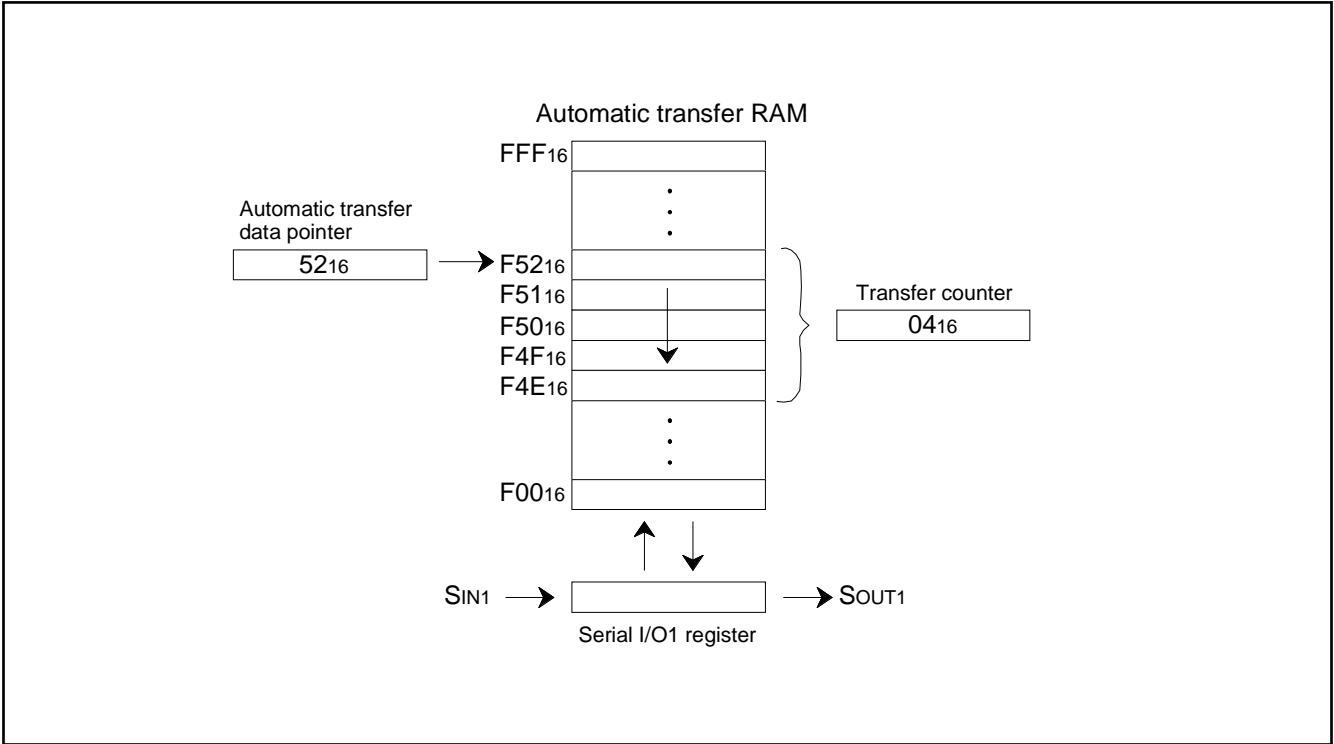 Automatic transfer RAM
FFF16
Automatic transfer
data pointer
5216
F5216
F5116
F5016
F4F16
F4E16
Transfer counter
0416
F0016
SIN1
SOUT1
Serial I/O1 register